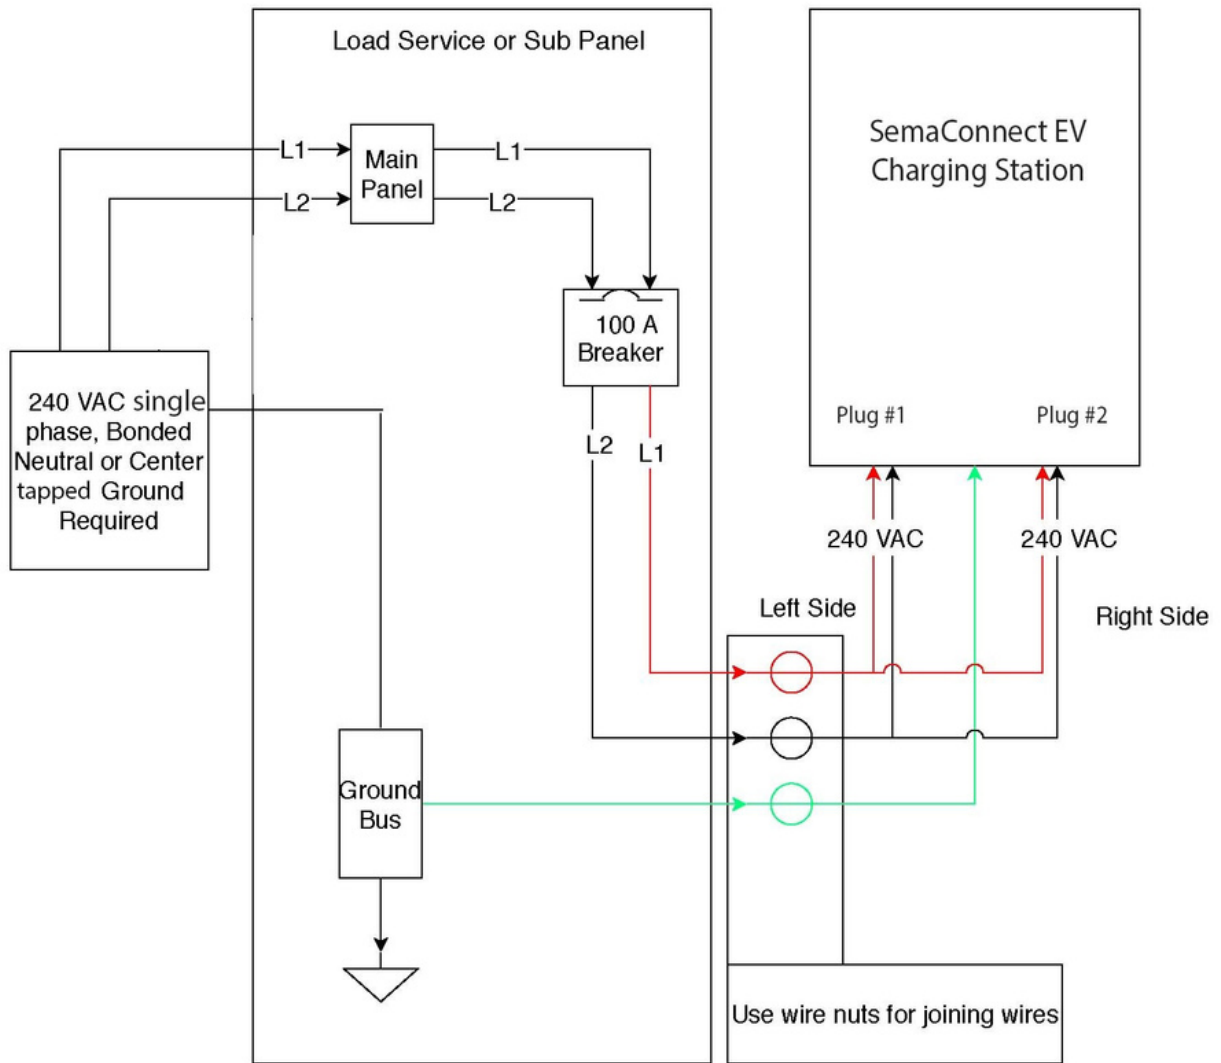 Load Service or Sub Panel
SemaConnect EV
Charging Station
L1
L1
Main
Panel
L2
L2
100 A
Breaker
240 VAC single
phase, Bonded
Neutral or Center
tapped Ground
Required
Plug #1
Plug #2
L2
L1
240 VAC
240 VAC
Left Side
Right Side
Ground
Bus
Use wire nuts for joining wires